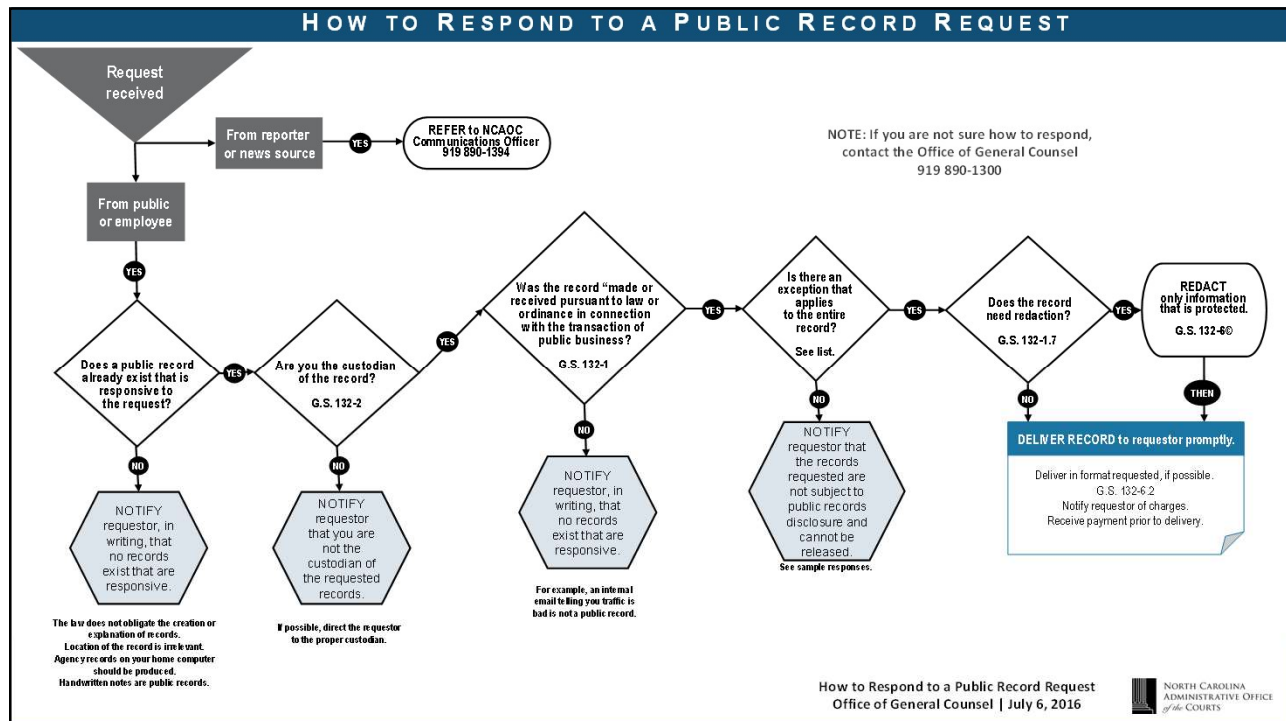 HOW TO RESPOND TO A PUBLIC RECORD REQUEST
Request
received
From reporter
or news source
YES
REFER to NCAOC
Communications Officer
919 890-1394
NOTE: If you are not sure how to respond,
contact the Office of General Counsel
919 890-1300
From public
or employee
YES
Does a public record
already exist that is
responsive to
the request?
YES
Are you the custodian
of the record?
G.S. 132-2
YES
Was the record “made or
received pursuant to law or
ordinance in connection
with the transaction of
public business?
G.S. 132-1
YES
Is there an
exception that
applies
to the entire
record?
See list.
YES
Does the record
need redaction?
G.S. 132-1.7
YES
REDACT
only information
that is protected.
G.S. 132-6©
THEN
NO
NOTIFY
requestor, in
writing, that
no records
exist that are
responsive.
The law does not obligate the creation or
explanation of records.
Location of the record is irrelevant.
Agency records on your home computer
should be produced.
Handwritten notes are public records.
NO
NOTIFY
requestor
that you are
not the
custodian of
the requested
records.
If possible, direct the requestor
to the proper custodian.
NO
NOTIFY
requestor, in
writing, that
no records
exist that are
responsive.
For example, an internal
email telling you traffic is
bad is not a public record.
NO
NOTIFY
requestor that
the records
requested are
not subject to
public records
disclosure and
cannot be
released.
See sample responses.
NO
DELIVER RECORD to requestor promptly.
Deliver in format requested, if possible.
G.S. 132-6.2
Notify requestor of charges.
Receive payment prior to delivery.
How to Respond to a Public Record Request
Office of General Counsel | July 6, 2016
NORTH CAROLINA
ADMINISTRATIVE OFFICE
of the COURTS